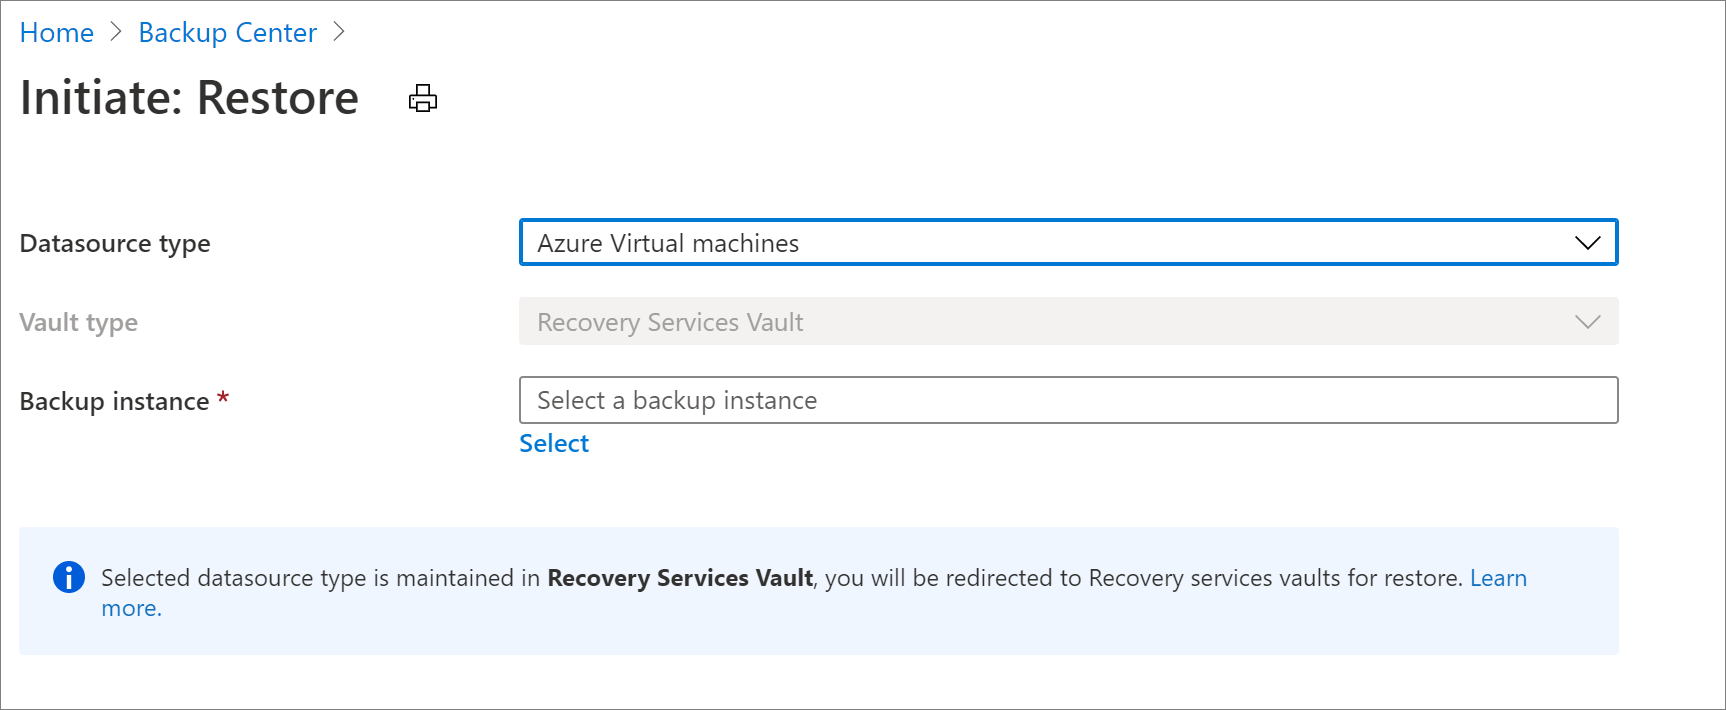 Home > Backup Center >
Initiate: Restore
Datasource type
Azure Virtual machines
Vault type
Recovery Services Vault
Backup instance *
Select a backup instance
Select
Selected datasource type is maintained in Recovery Services Vault, you will be redirected to Recovery services vaults for restore. Learn
more.